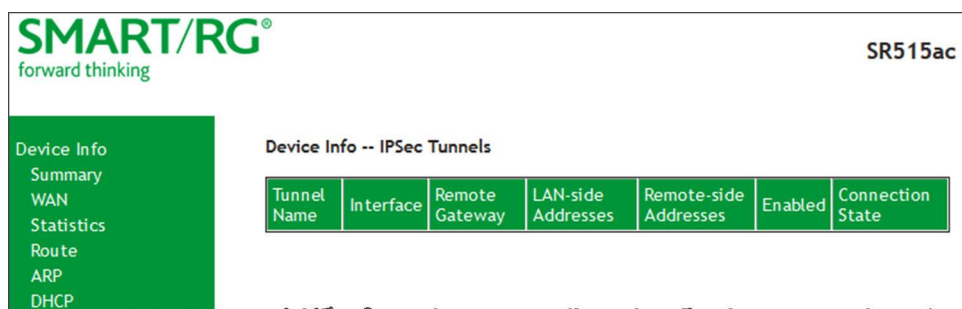 SMART/RG®
forward thinking
SR515ac
Device Info
Summary
WAN
Statistics
Route
ARP
DHCP
Device Info -- IPSec Tunnels
Tunnel Name
Interface
Remote Gateway
LAN-side Addresses
Remote-side Addresses
Enabled
Connection State